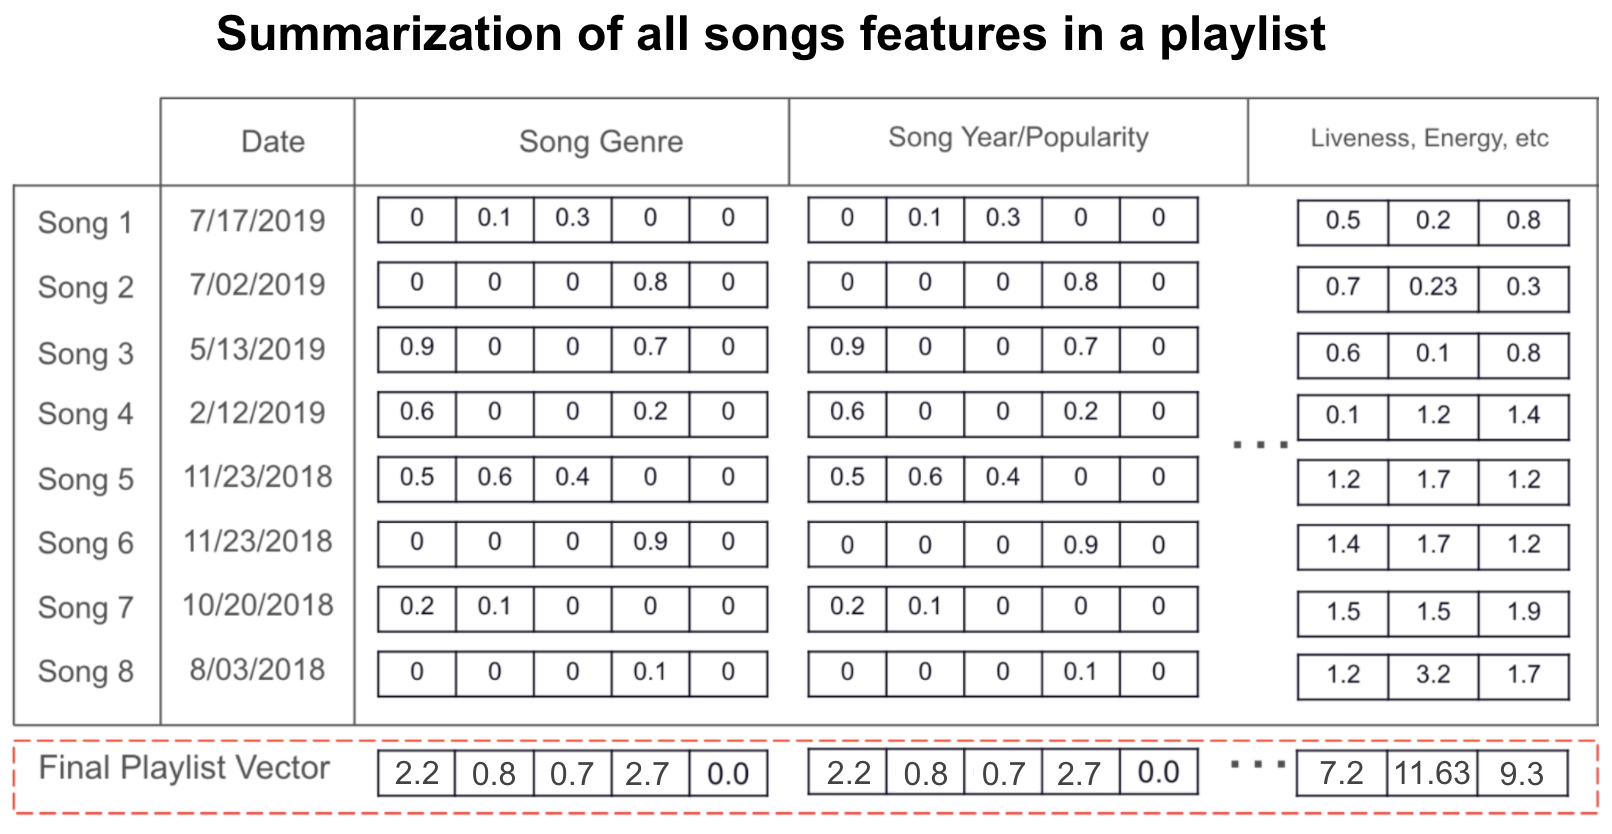 Summarization of all songs features in a playlist
Date Song Genre Song Year/Popularity Liveness, Energy, etc
Song 1 7/17/2019 0 0.1 0.3 0 0 0 0.1 0.3 0 0 0.5 0.2 0.8
Song 2 7/02/2019 0 0 0 0.8 0 0 0 0 0.8 0 0.7 0.23 0.3
Song 3 5/13/2019 0.9 0 0 0.7 0 0.9 0 0 0.7 0 0.6 0.1 0.8
Song 4 2/12/2019 0.6 0 0 0.2 0 0.6 0 0 0.2 0 0.1 1.2 1.4
...
Song 5 11/23/2018 0.5 0.6 0.4 0 0 0.5 0.6 0.4 0 0 1.2 1.7 1.2
Song 6 11/23/2018 0 0 0 0.9 0 0 0 0 0.9 0 1.4 1.7 1.2
Song 7 10/20/2018 0.2 0.1 0 0 0 0.2 0.1 0 0 0 1.5 1.5 1.9
Song 8 8/03/2018 0 0 0 0.1 0 0 0 0 0.1 0 1.2 3.2 1.7
Final Playlist Vector 2.2 0.8 0.7 2.7 0.0 2.2 0.8 0.7 2.7 0.0 ... 7.2 11.63 9.3